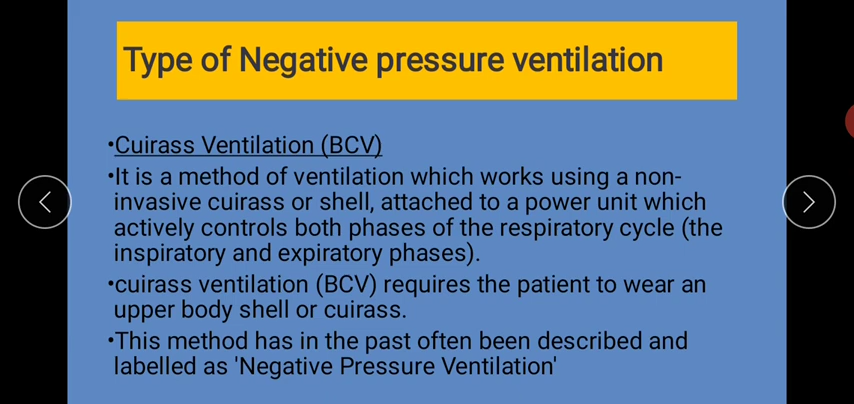 Type of Negative pressure ventilation
•Cuirass Ventilation (BCV)
•It is a method of ventilation which works using a non-
invasive cuirass or shell, attached to a power unit which
actively controls both phases of the respiratory cycle (the
inspiratory and expiratory phases).
•cuirass ventilation (BCV) requires the patient to wear an
upper body shell or cuirass.
•This method has in the past often been described and
labelled as 'Negative Pressure Ventilation'